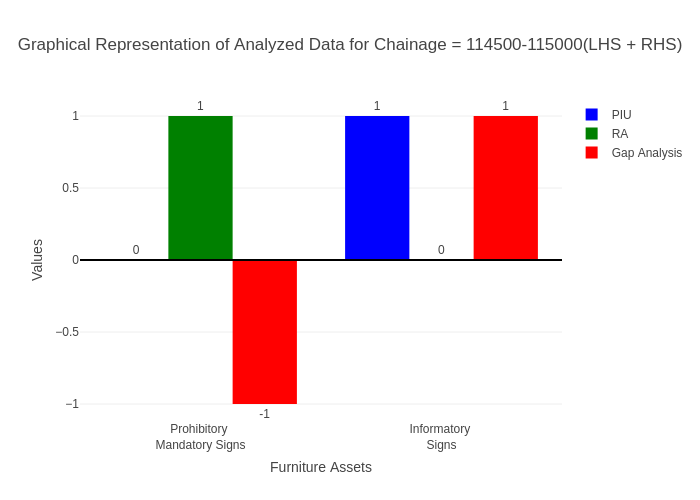 Graphical Representation of Analyzed Data for Chainage = 114500-115000(LHS + RHS)
1
1
1
1
PIU
RA
Gap Analysis
0.5
Values
0
0
0
−0.5
−1
-1
Prohibitory
Mandatory Signs
Informatory
Signs
Furniture Assets